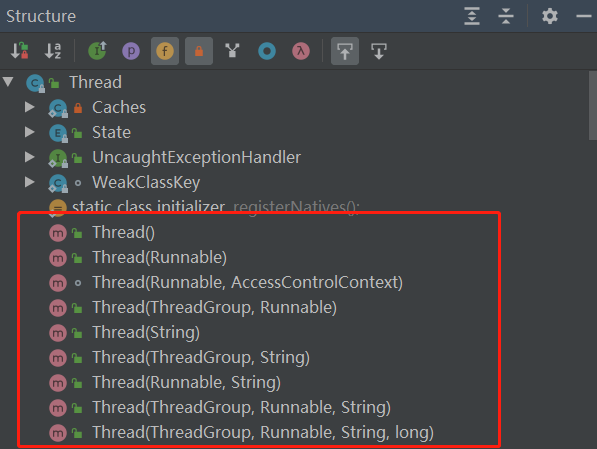 Structure
Thread
Caches
State
UncaughtExceptionHandler
WeakClassKey
static class initializer registerNatives();
Thread()
Thread(Runnable)
Thread(Runnable, AccessControlContext)
Thread(ThreadGroup, Runnable)
Thread(String)
Thread(ThreadGroup, String)
Thread(Runnable, String)
Thread(ThreadGroup, Runnable, String)
Thread(ThreadGroup, Runnable, String, long)